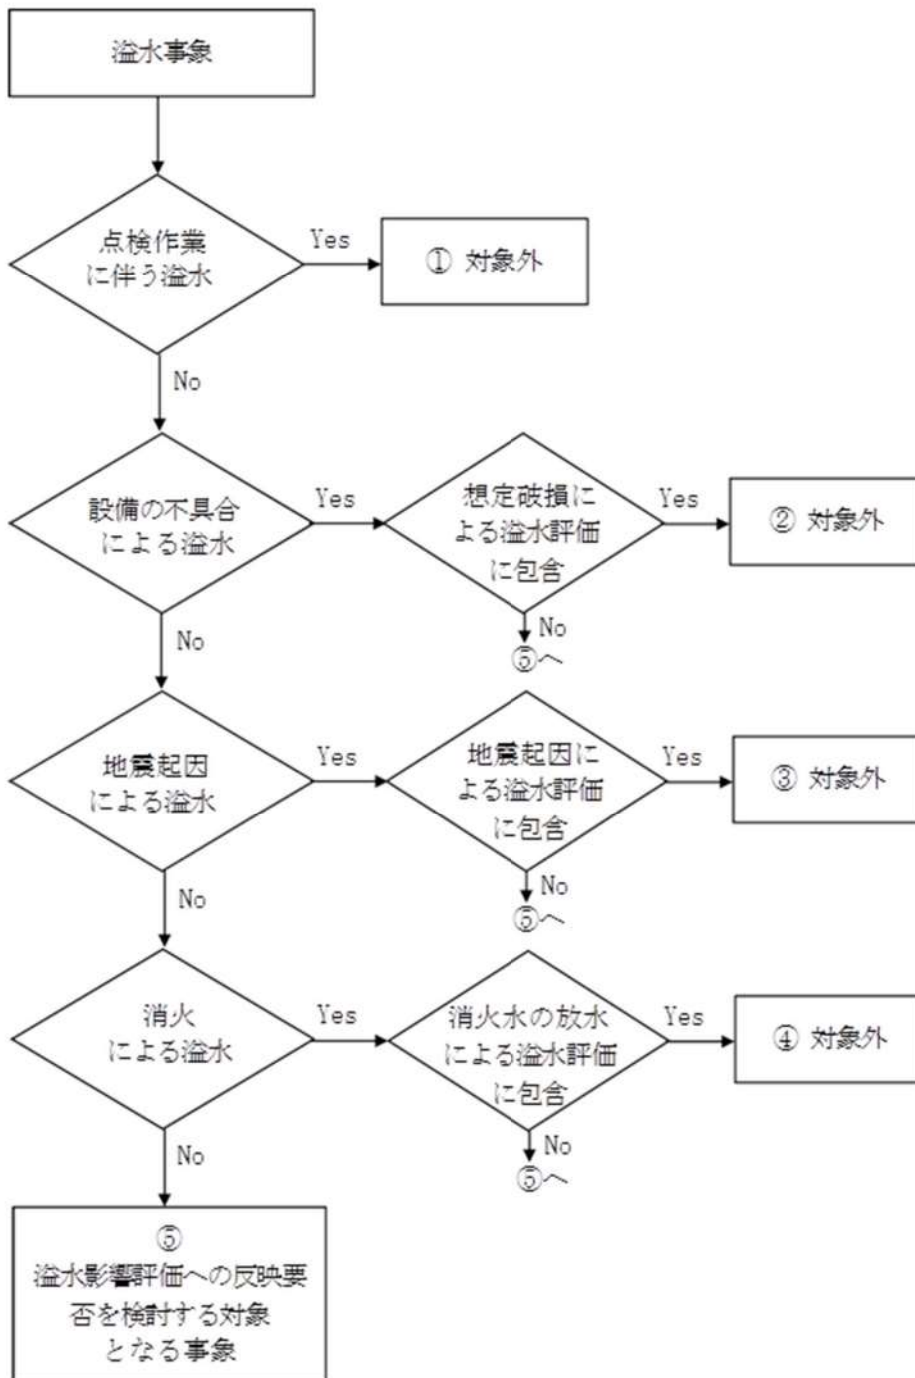 溢水事象
点検作業
に伴う溢水
Yes
① 対象外
No
設備の不具合
による溢水
Yes
想定破損に
よる溢水評価
に包含
Yes
② 対象外
No
⑤へ
No
地震起因
による溢水
Yes
地震起因に
よる溢水評価
に包含
Yes
③ 対象外
No
⑤へ
No
消火
による溢水
Yes
消火水の放水
による溢水評価
に包含
Yes
④ 対象外
No
⑤へ
No
⑤
溢水影響評価への反映要
否を検討する対象
となる事象